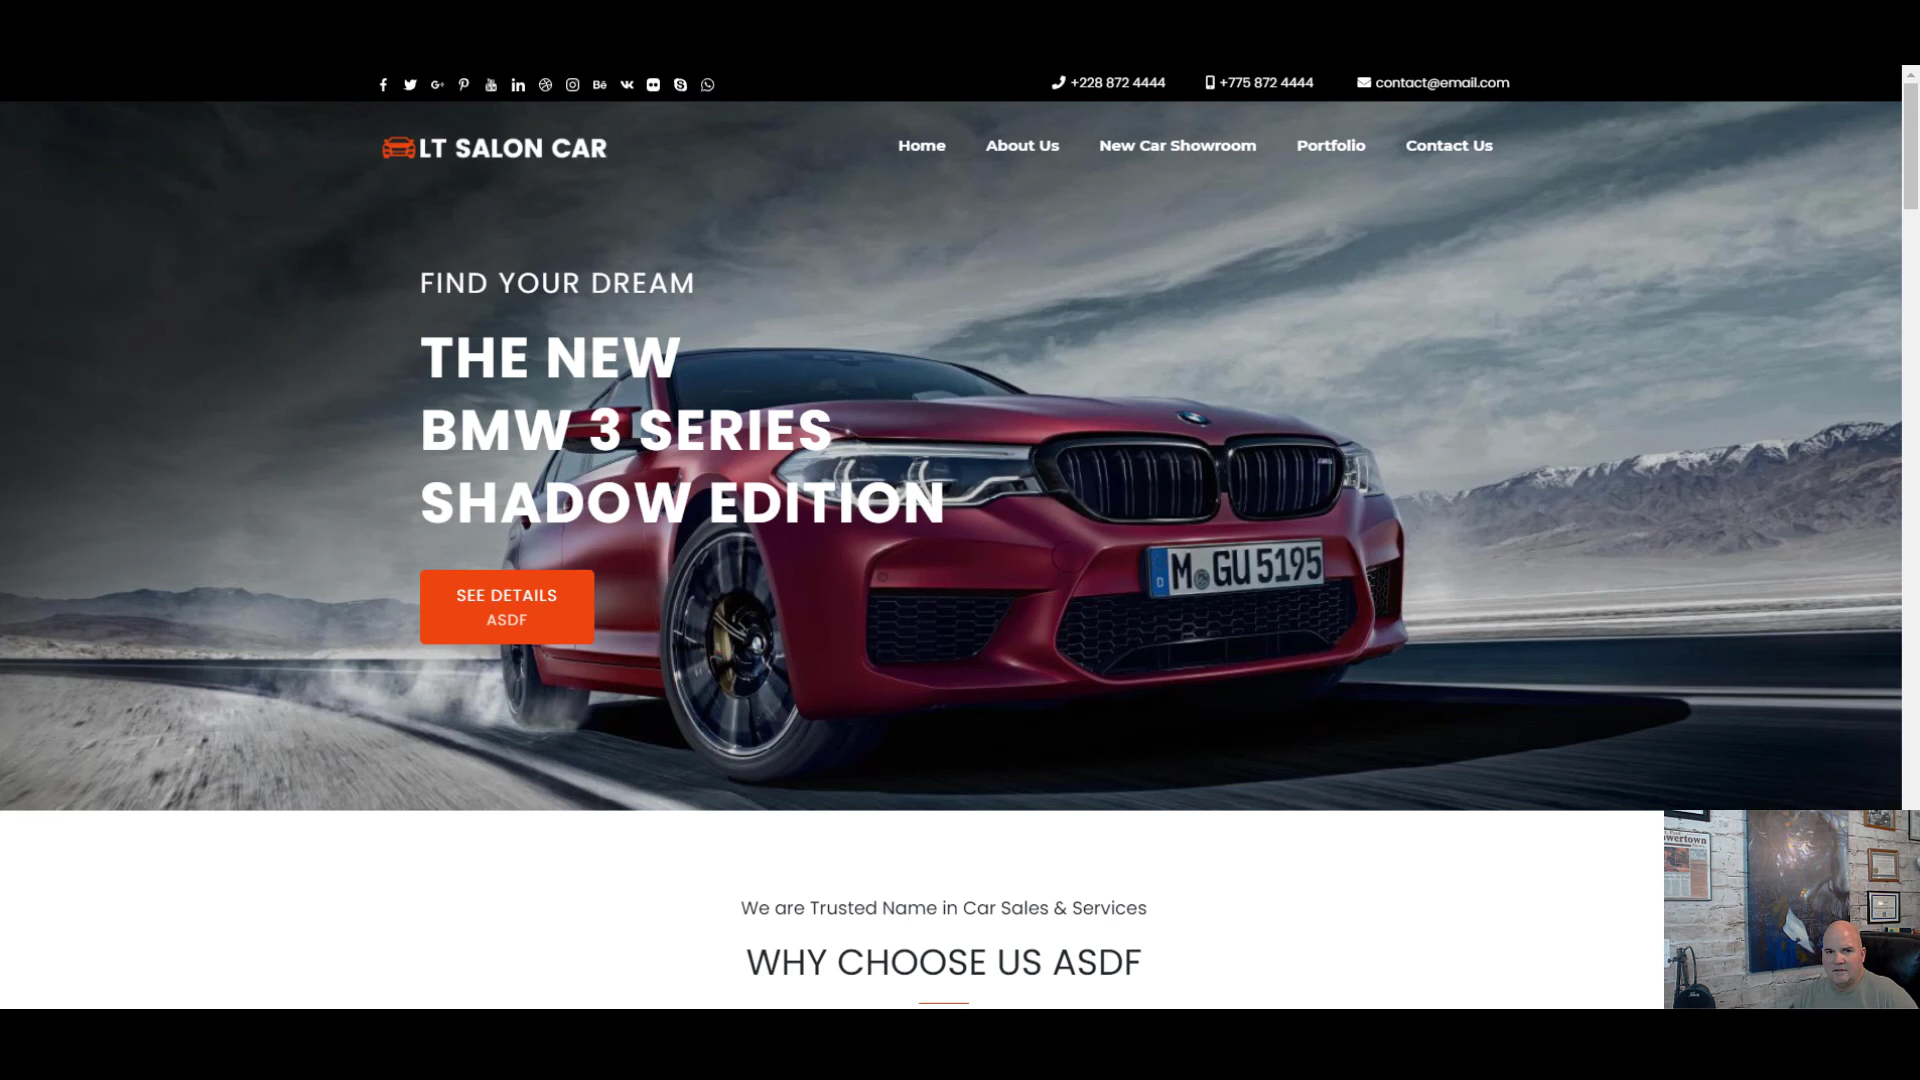 +228 872 4444
+775 872 4444
contact@email.com
LT SALON CAR
Home
About Us
New Car Showroom
Portfolio
Contact Us
FIND YOUR DREAM
THE NEW
BMW 3 SERIES
SHADOW EDITION
M GU 5195
SEE DETAILS
ASDF
We are Trusted Name in Car Sales & Services
WHY CHOOSE US ASDF